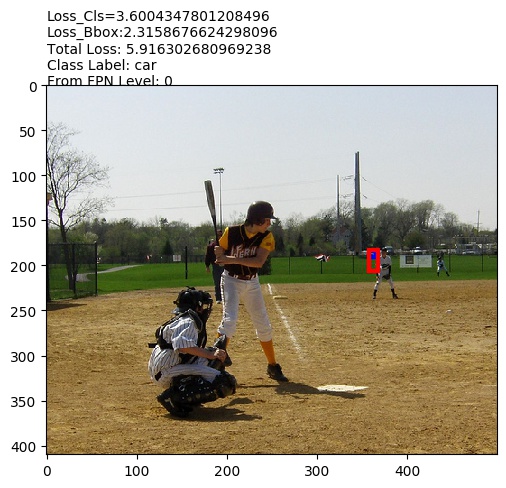 Loss_Cls=3.6004347801208496
Loss_Bbox:2.3158676624298096
Total Loss: 5.916302680969238
Class Label: car
From FPN Level: 0
0
50
100
150
200
250
300
350
400
0
100
200
300
400